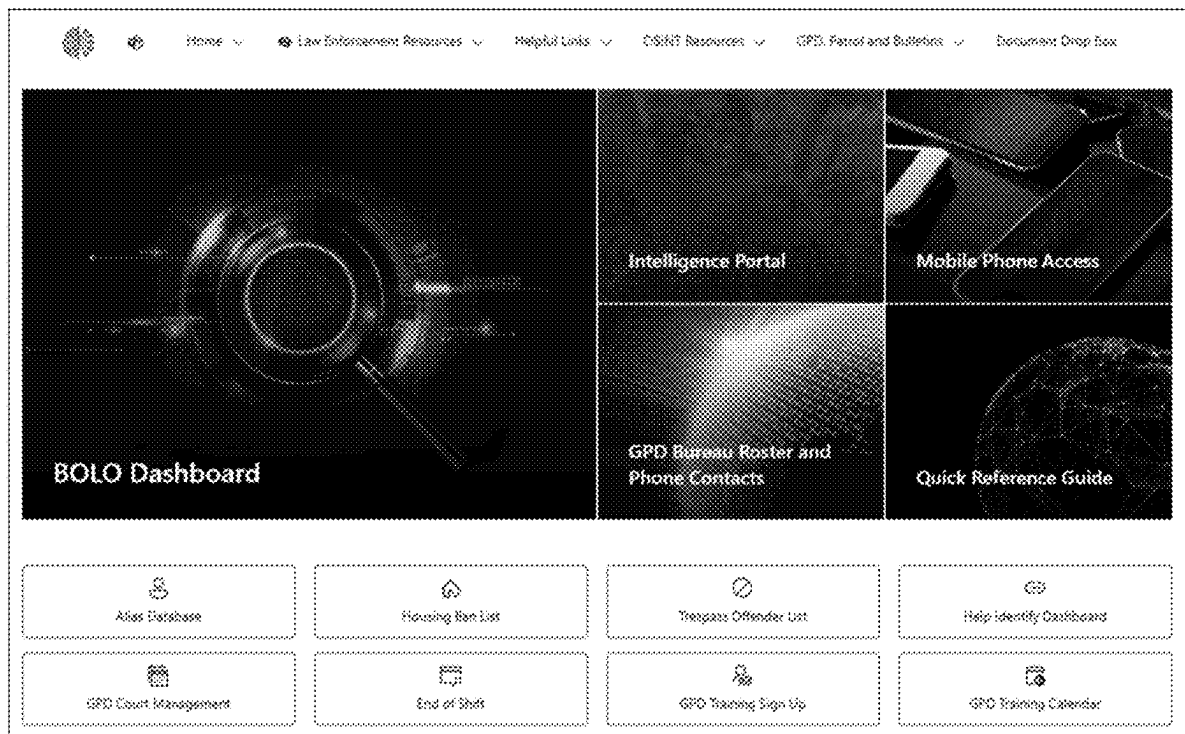 Home
Law Enforcement Resources
Helpful Links
OSINT Resources
GPD, Patrol and Bulletins
Document Drop Box
Intelligence Portal
Mobile Phone Access
BOLO Dashboard
GPD Bureau Roster and
Phone Contacts
Quick Reference Guide
Alias Database
Housing Ban List
Trespass Offender List
Help Identify Dashboard
GPD Court Management
End of Shift
GPD Training Sign Up
GPD Training Calendar